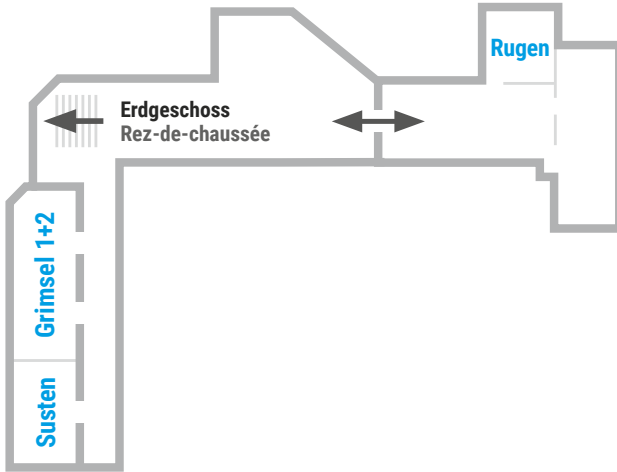 Rugen
Erdgeschoss
Rez-de-chaussée
Grimsel 1+2
Susten